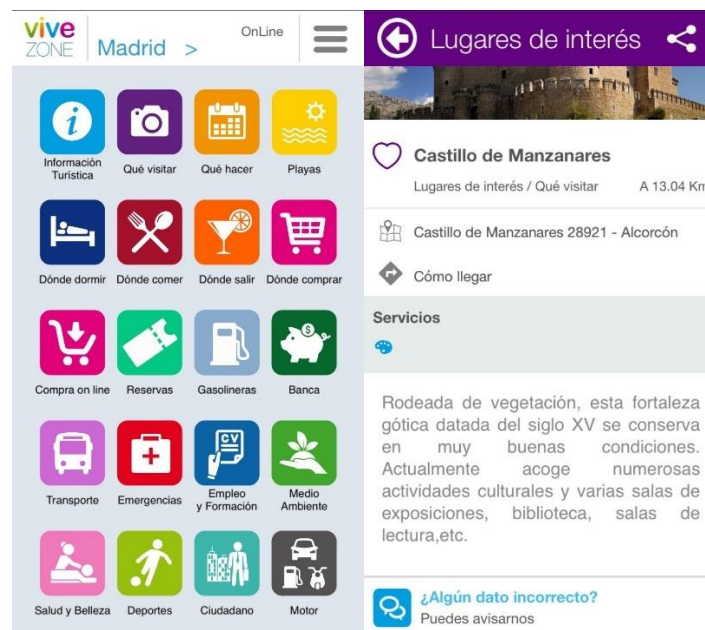 vive
ZONE
Madrid >
OnLine
Información
Turística
Qué visitar
Qué hacer
Playas
Dónde dormir
Dónde comer
Dónde salir
Dónde comprar
Compra on line
Reservas
Gasolineras
Banca
Transporte
Emergencias
CV
Empleo
y Formación
Medio
Ambiente
Salud y Belleza
Deportes
Ciudadano
Motor
Lugares de interés
Castillo de Manzanares
Lugares de interés / Qué visitar
A 13.04 Km
Castillo de Manzanares 28921 - Alcorcón
Cómo llegar
Servicios
Rodeada de vegetación, esta fortaleza
gótica datada del siglo XV se conserva
en muy buenas condiciones.
Actualmente acoge numerosas
actividades culturales y varias salas de
exposiciones, biblioteca, salas de
lectura,etc.
¿Algún dato incorrecto?
Puedes avisarnos